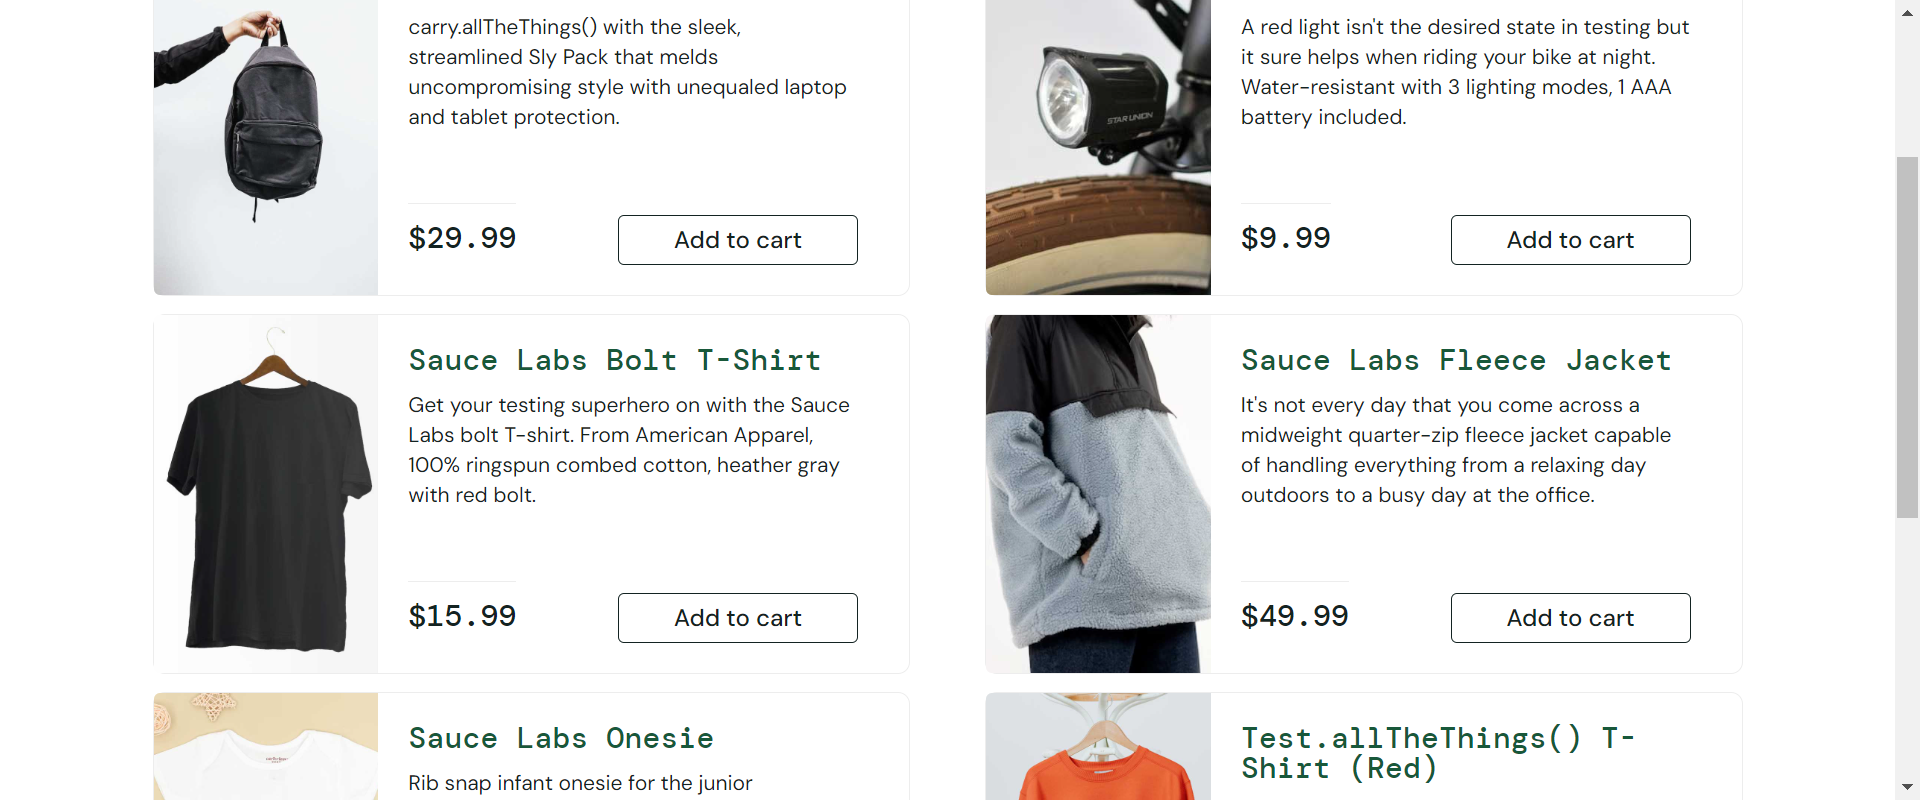 carry.allTheThings() with the sleek,
streamlined Sly Pack that melds
uncompromising style with unequaled laptop
and tablet protection.
$29.99
Add to cart
A red light isn't the desired state in testing but
it sure helps when riding your bike at night.
Water-resistant with 3 lighting modes, 1 AAA
battery included.
STAR UNION
$9.99
Add to cart
Sauce Labs Bolt T-Shirt
Get your testing superhero on with the Sauce
Labs bolt T-shirt. From American Apparel,
100% ringspun combed cotton, heather gray
with red bolt.
$15.99
Add to cart
Sauce Labs Fleece Jacket
It's not every day that you come across a
midweight quarter-zip fleece jacket capable
of handling everything from a relaxing day
outdoors to a busy day at the office.
$49.99
Add to cart
Sauce Labs Onesie
Rib snap infant onesie for the junior
Test.allTheThings() T-
Shirt (Red)